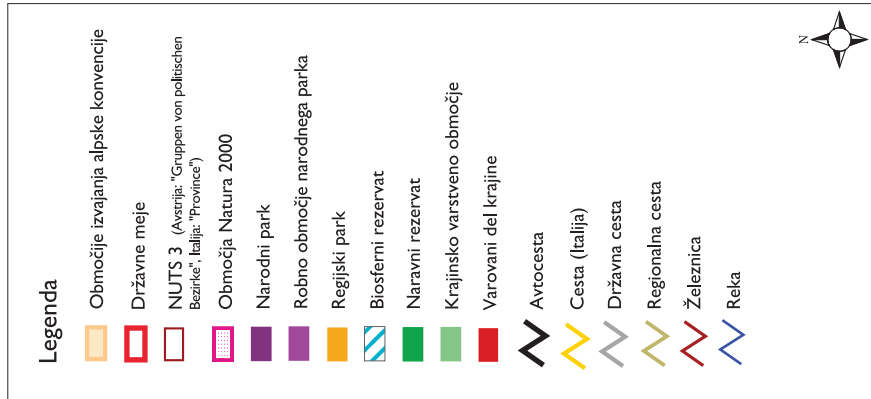 Legenda
Območije izvajanja alpske konvencije
Državne meje
NUTS 3 (Avstrija: "Gruppen von politischen
Bezirke", Italija: "Province")
Območja Natura 2000
Narodni park
Robno območje narodnega parka
Regijski park
Biosferni rezervat
Naravni rezervat
Krajinsko varstveno območje
Varovani del krajine
Avtocesta
Cesta (Italija)
Državna cesta
Regionalna cesta
Železnica
Reka
N